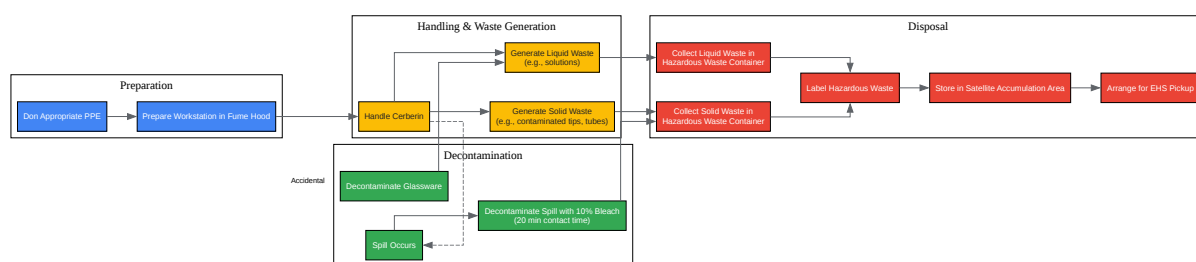 Preparation
Don Appropriate PPE
Prepare Workstation in Fume Hood
Handling & Waste Generation
Handle Cerberin
Generate Liquid Waste
(e.g., solutions)
Generate Solid Waste
(e.g., contaminated tips, tubes)
Decontamination
Accidental
Decontaminate Glassware
Decontaminate Spill with 10% Bleach
(20 min contact time)
Spill Occurs
Disposal
Collect Liquid Waste in
Hazardous Waste Container
Collect Solid Waste in
Hazardous Waste Container
Label Hazardous Waste
Store in Satellite Accumulation Area
Arrange for EHS Pickup